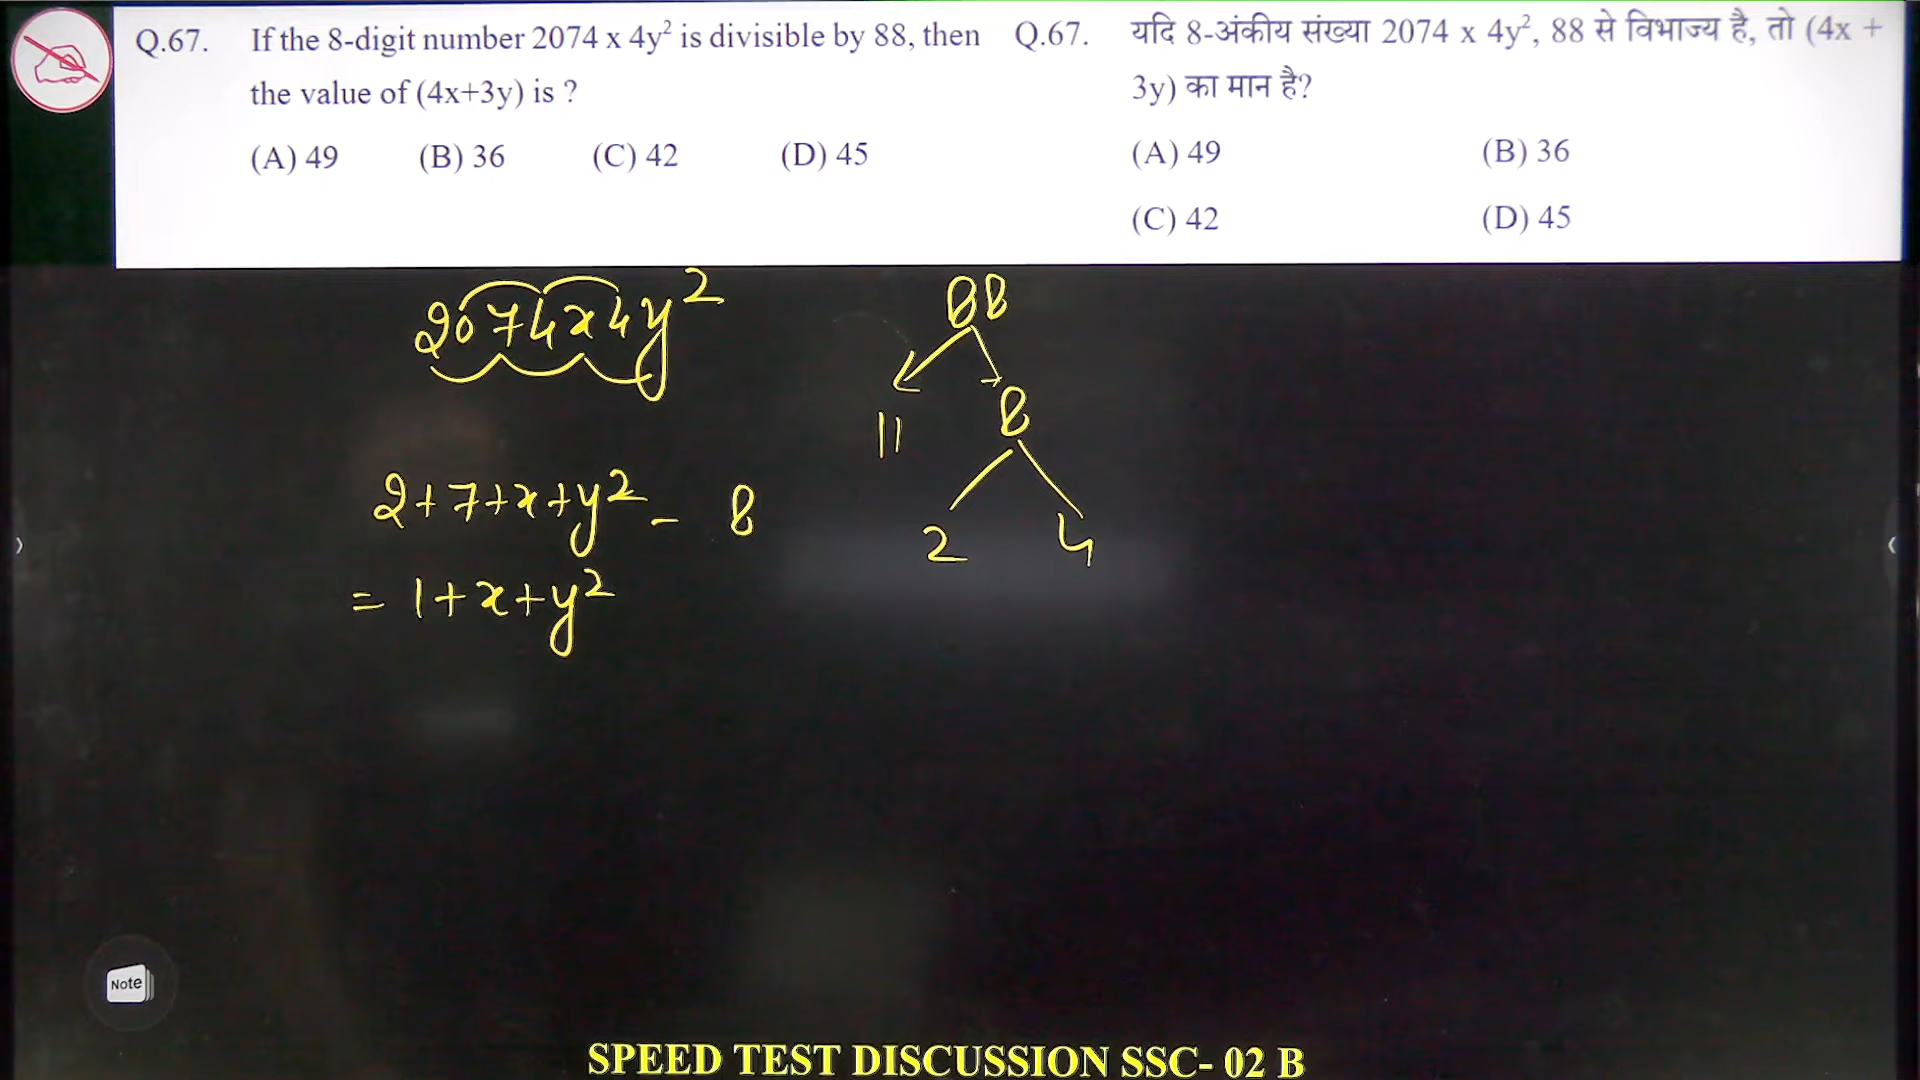 Q.67. If the 8-digit number 2074 x 4y² is divisible by 88, then
the value of (4x+3y) is ?
(A) 49 (B) 36 (C) 42 (D) 45
Q.67. यदि 8-अंकीय संख्या 2074 x 4y², 88 से विभाज्य है, तो (4x +
3y) का मान है?
(A) 49 (B) 36
(C) 42 (D) 45
2074x4y²
2+7+x+y² - 8
= 1+x+y²
88
11 8
2 4
Note
SPEED TEST DISCUSSION SSC- 02 B